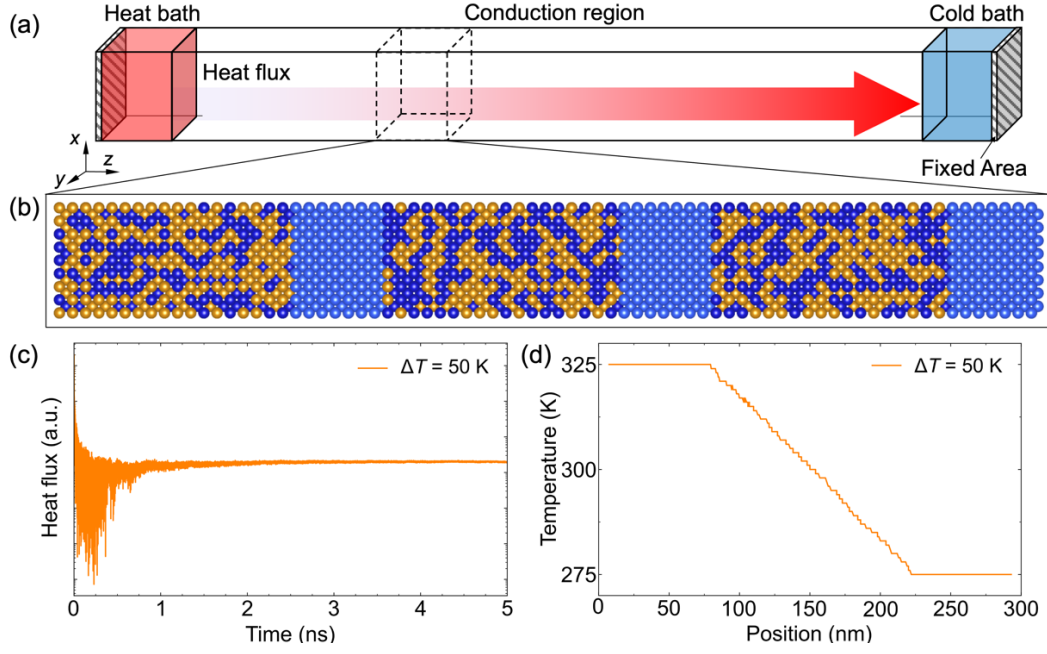 (a)
Heat bath
Conduction region
Cold bath
Heat flux
x
z
y
Fixed Area
(b)
(c)
ΔT = 50 K
Heat flux (a.u.)
0
1
2
3
4
5
Time (ns)
(d)
ΔT = 50 K
325
300
275
Temperature (K)
0
50
100
150
200
250
300
Position (nm)